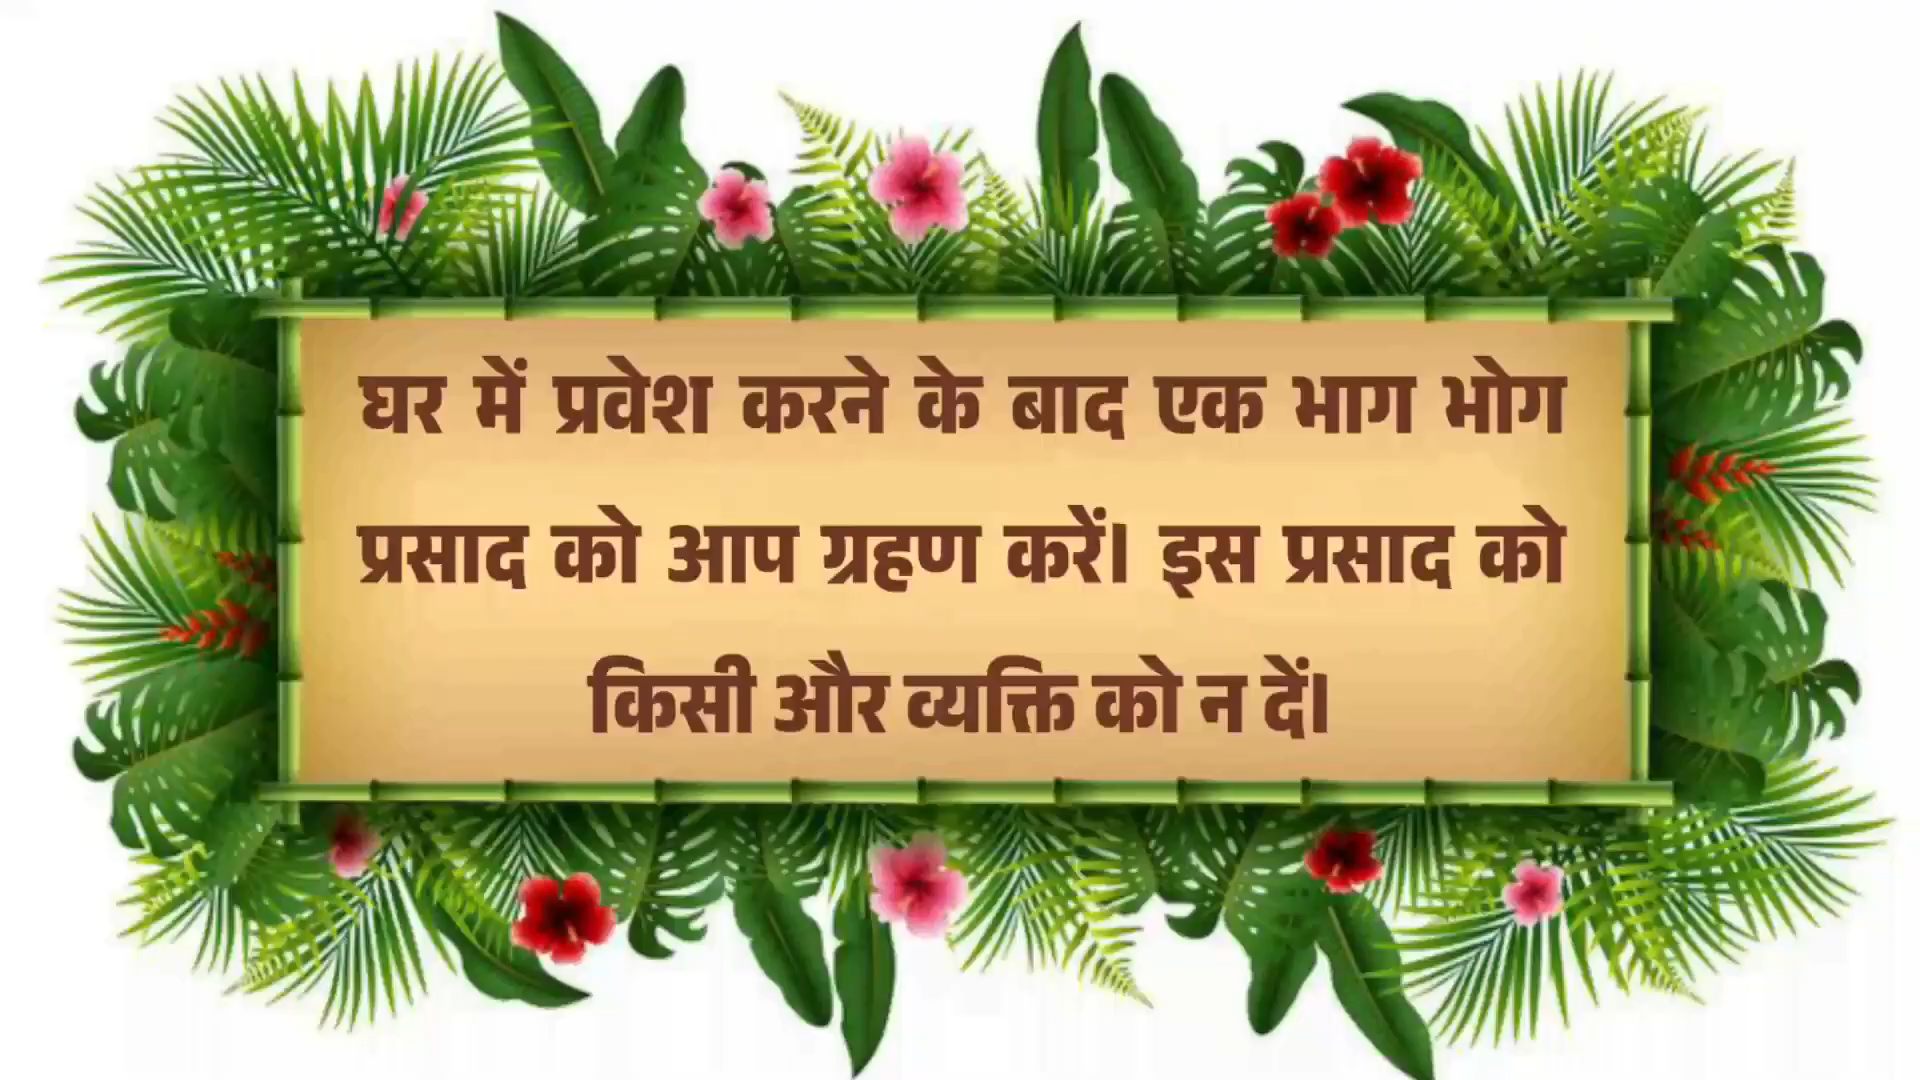 घर में प्रवेश करने के बाद एक भाग भोग
प्रसाद को आप ग्रहण करें। इस प्रसाद को
किसी और व्यक्ति को न दें।